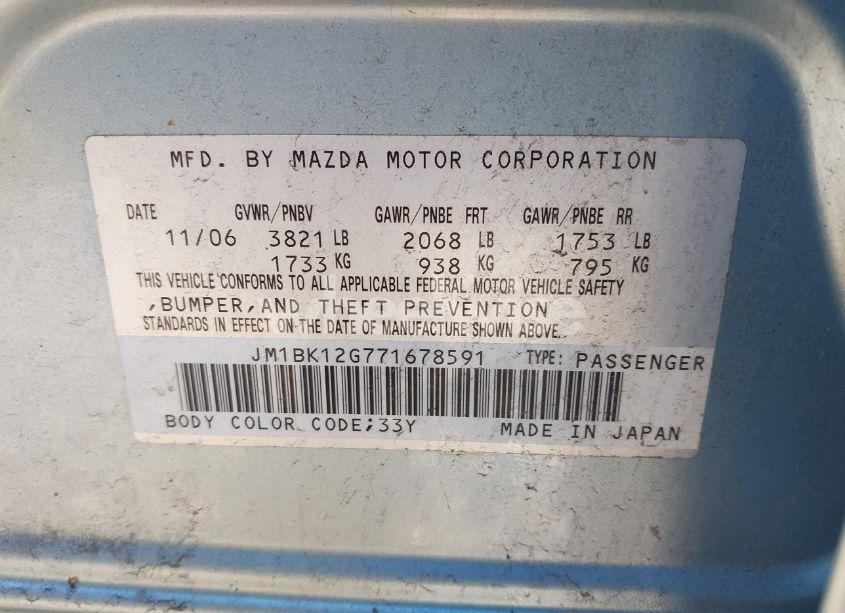 MFD. BY MAZDA MOTOR CORPORATION
DATE GVWR/PNBV GAWR/PNBE FRT GAWR/PNBE RR
11/06 3821 LB 2068 LB 1753 LB
1733 KG 938 KG 795 KG
THIS VEHICLE CONFORMS TO ALL APPLICABLE FEDERAL MOTOR VEHICLE SAFETY
,BUMPER,AND THEFT PREVENTION
STANDARDS IN EFFECT ON THE DATE OF MANUFACTURE SHOWN ABOVE.
JM1BK12G771678591 TYPE: PASSENGER
BODY COLOR CODE;33Y MADE IN JAPAN